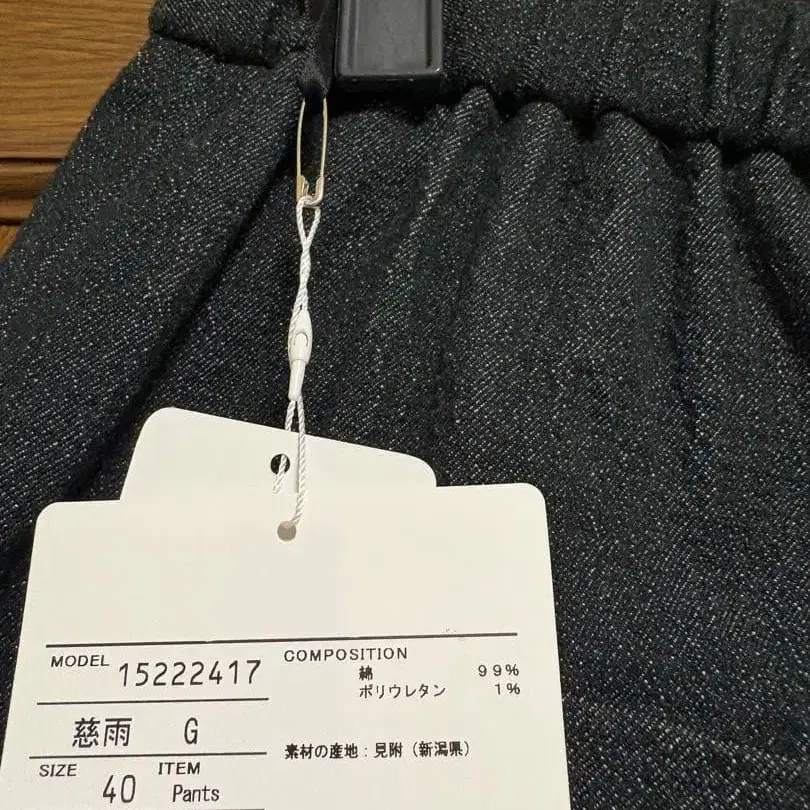 MODEL 15222417
慈雨 G
SIZE 40 ITEM Pants
COMPOSITION
綿 99%
ポリウレタン 1%
素材の産地：見附（新潟県）